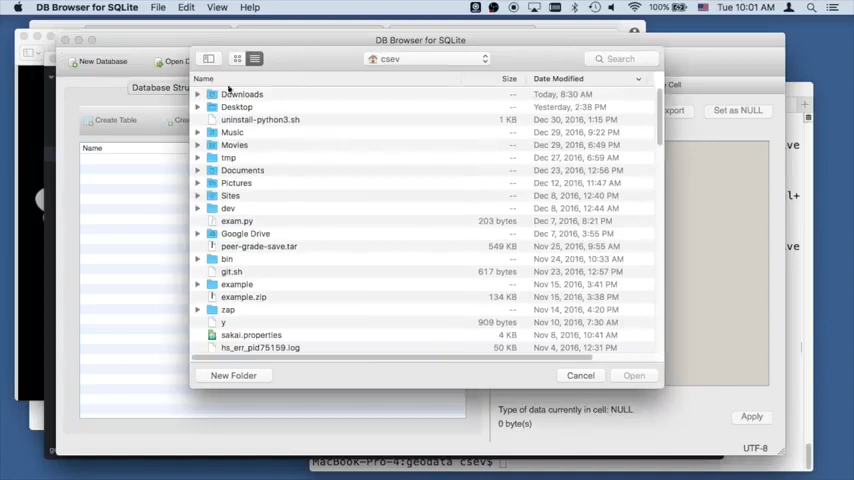 DB Browser for SQLite File Edit View Help 100% Tue 10:01 AM
DB Browser for SQLite
New Database Open D
csev Search
Database Stru Cell
Name Size Date Modified
Downloads -- Today, 8:30 AM
Desktop -- Yesterday, 2:38 PM
xport Set as NULL
Create Table Crea
uninstall-python3.sh 1 KB Dec 30, 2016, 1:15 PM
Music -- Dec 29, 2016, 9:22 PM
Name
Movies -- Dec 29, 2016, 6:49 PM
ve
tmp -- Dec 27, 2016, 6:59 AM
Documents -- Dec 23, 2016, 12:56 PM
Pictures -- Dec 12, 2016, 11:47 AM
Sites -- Dec 8, 2016, 12:40 PM
l+
dev -- Dec 8, 2016, 12:44 AM
exam.py 203 bytes Dec 7, 2016, 8:21 PM
Google Drive -- Dec 7, 2016, 3:55 PM
peer-grade-save.tar 549 KB Nov 25, 2016, 9:55 AM
ve
bin -- Nov 24, 2016, 10:33 AM
git.sh 617 bytes Nov 23, 2016, 12:57 PM
example -- Nov 15, 2016, 3:41 PM
example.zip 134 KB Nov 15, 2016, 3:38 PM
zap -- Nov 14, 2016, 4:20 PM
y 909 bytes Nov 10, 2016, 7:30 AM
sakai.properties 4 KB Nov 8, 2016, 10:41 AM
hs_err_pid75159.log 50 KB Nov 4, 2016, 12:31 PM
New Folder Cancel Open
Type of data currently in cell: NULL
0 byte(s)
Apply
UTF-8
MacBook-Pro-4:geodata csev$